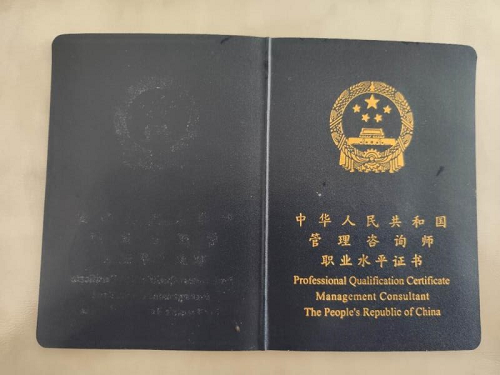 中华人民共和国
管理咨询师
职业水平证书
Professional Qualification Certificate
Management Consultant
The People's Republic of China